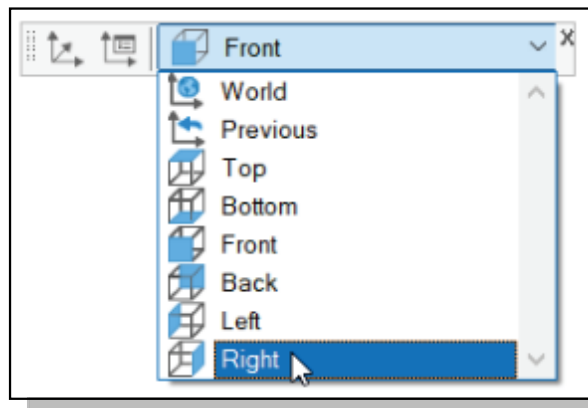 Front
World
Previous
Top
Bottom
Front
Back
Left
Right